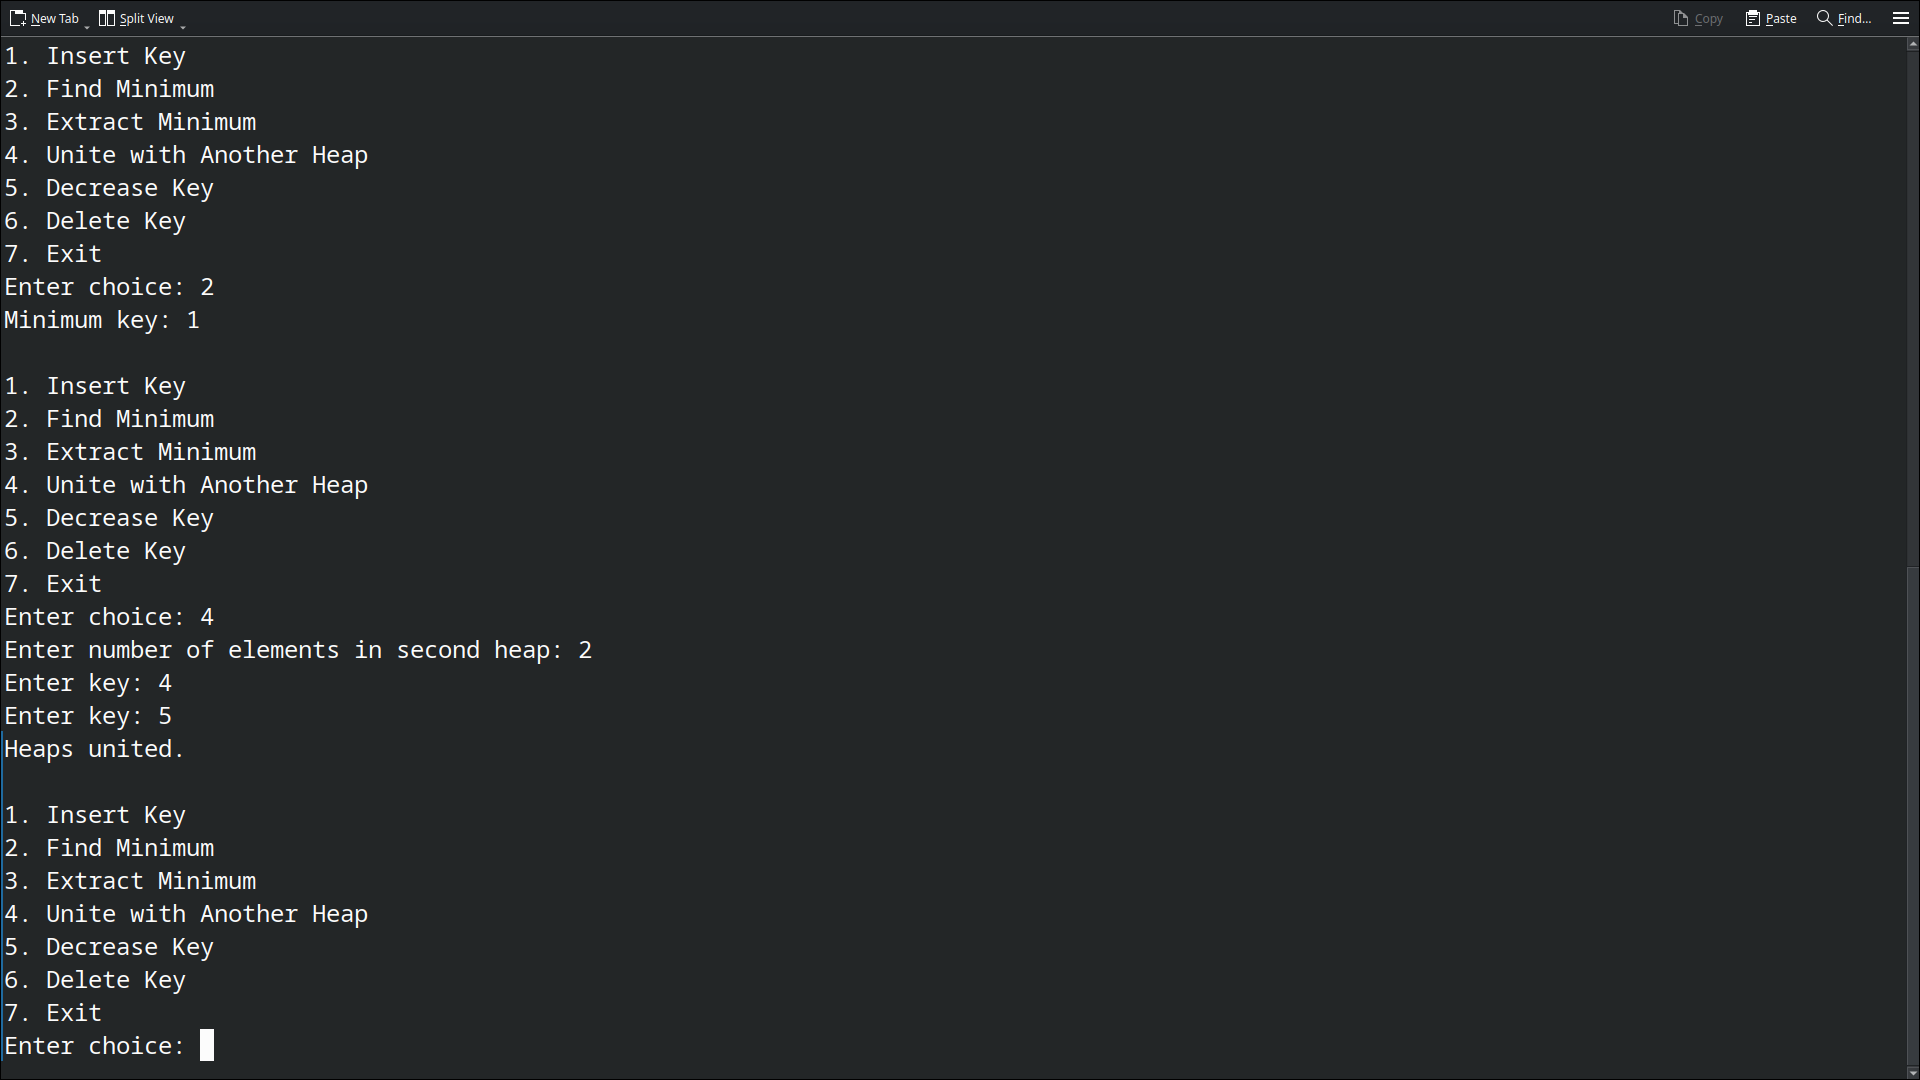 New Tab Split View Copy Paste Find...
1. Insert Key
2. Find Minimum
3. Extract Minimum
4. Unite with Another Heap
5. Decrease Key
6. Delete Key
7. Exit
Enter choice: 2
Minimum key: 1
1. Insert Key
2. Find Minimum
3. Extract Minimum
4. Unite with Another Heap
5. Decrease Key
6. Delete Key
7. Exit
Enter choice: 4
Enter number of elements in second heap: 2
Enter key: 4
Enter key: 5
Heaps united.
1. Insert Key
2. Find Minimum
3. Extract Minimum
4. Unite with Another Heap
5. Decrease Key
6. Delete Key
7. Exit
Enter choice: